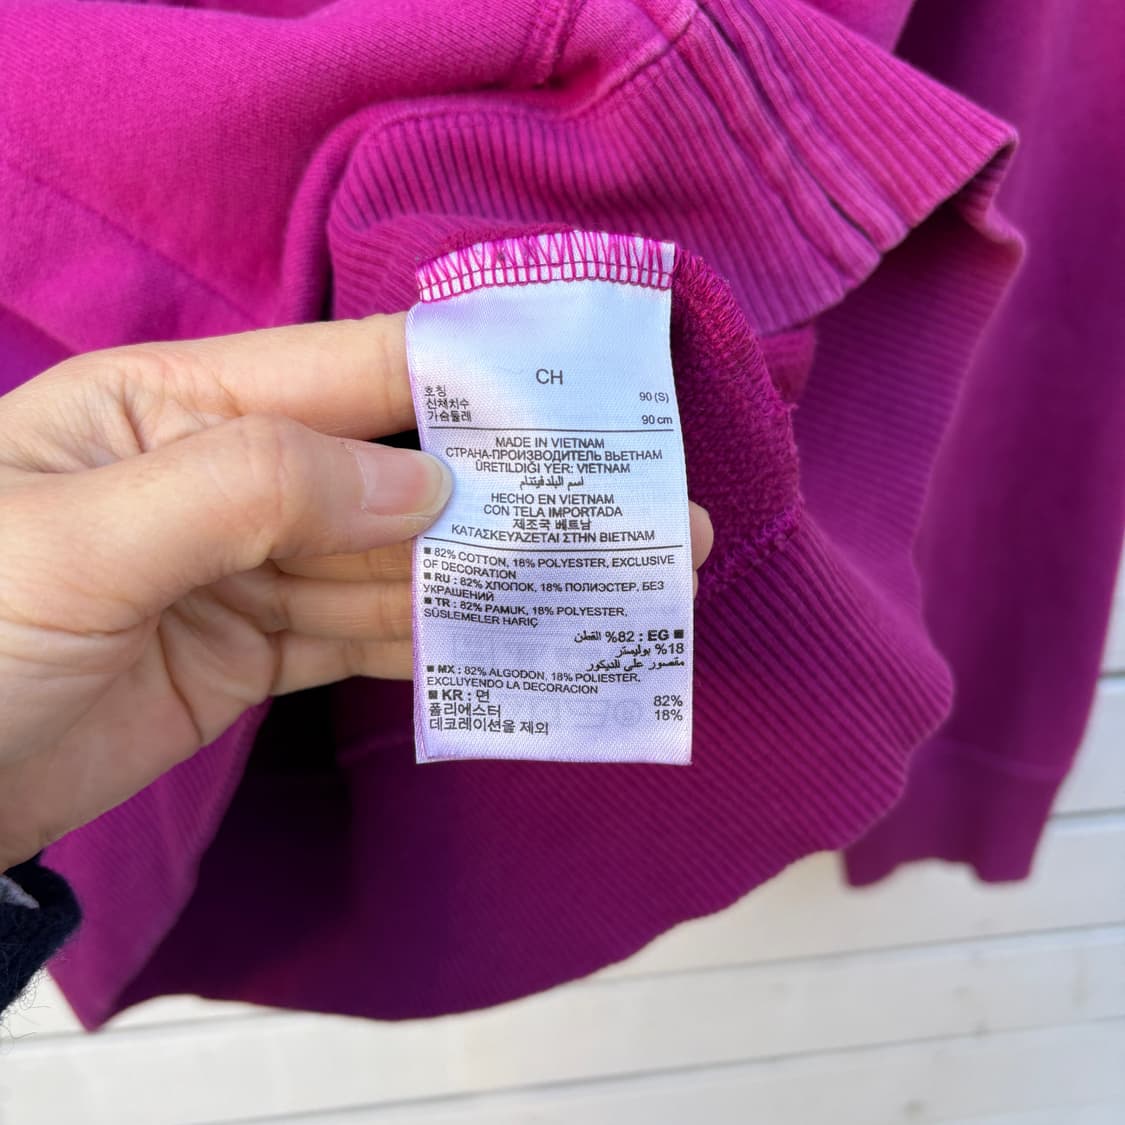 CH
호칭 90 (S)
신체치수
가슴둘레 90 cm
MADE IN VIETNAM
СТРАНА-ПРОИЗВОДИТЕЛЬ ВЬЕТНАМ
ÜRETILDIĞI YER: VIETNAM
اسم البلدفيتنام
HECHO EN VIETNAM
CON TELA IMPORTADA
제조국 베트남
ΚΑΤΑΣΚΕΥΆΖΕΤΑΙ ΣΤΗΝ ΒΙΕΤΝΑΜ
■ 82% COTTON, 18% POLYESTER, EXCLUSIVE
OF DECORATION
■ RU : 82% ХЛОПОК, 18% ПОЛИЭСТЕР, БЕЗ
УКРАШЕНИЙ
■ TR : 82% PAMUK, 18% POLYESTER,
SÜSLEMELER HARIÇ
■ EG : 82% القطن
18% بوليستر
مقصور على للديكور
■ MX : 82% ALGODON, 18% POLIESTER,
EXCLUYENDO LA DECORACION
■ KR : 면 82%
폴리에스터 18%
데코레이션을 제외